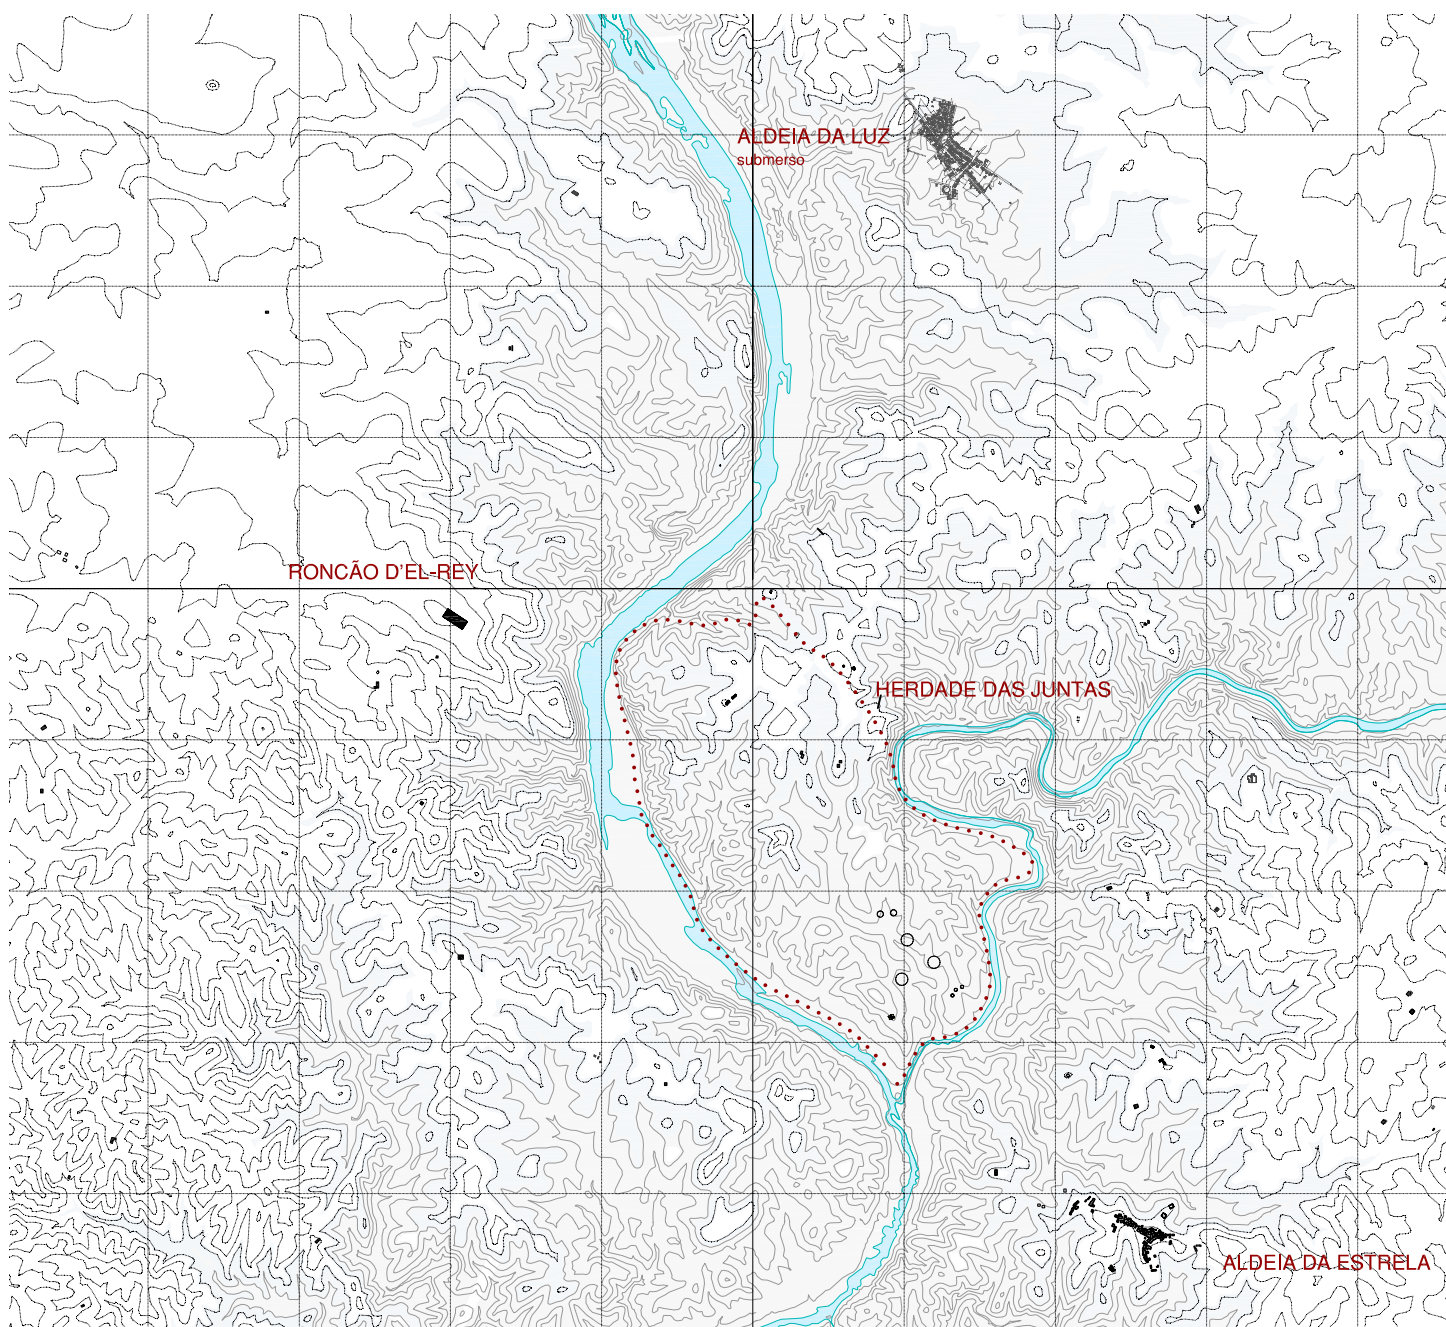 ALDEIA DA LUZ
submerso
RONCÃO D'EL-REY
HERDADE DAS JUNTAS
ALDEIA DA ESTRELA